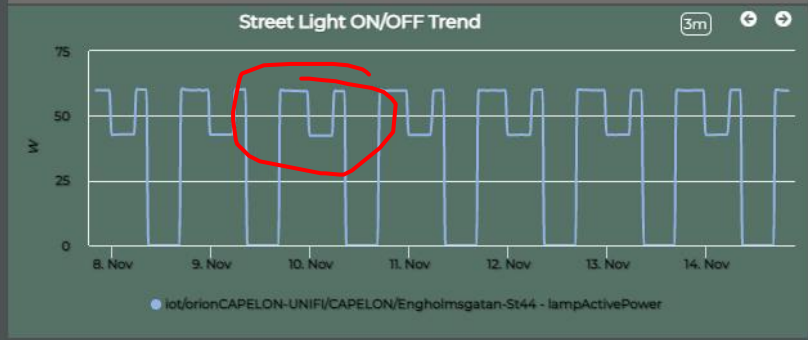 Street Light ON/OFF Trend
3m
75
50
25
0
W
8. Nov
9. Nov
10. Nov
11. Nov
12. Nov
13. Nov
14. Nov
iot/orionCAPELON-UNIFI/CAPELON/Engholmsgatan-St44 - lampActivePower